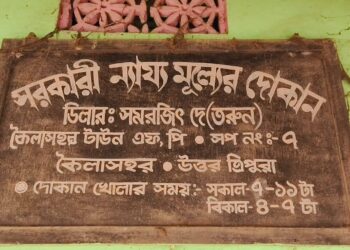 সরকারী ন্যায্য মূল্যের দোকান
ডিলারঃ সমরজিৎ দে(তরুন)
কৈলাসহর টাউন এফ,পি • সপ নং:- ৭
কৈলাসহর • উত্তর ত্রিপুরা
• দোকান খোলার সময়:- সকাল-৭-১১টা
বিকাল-৪-৭টা